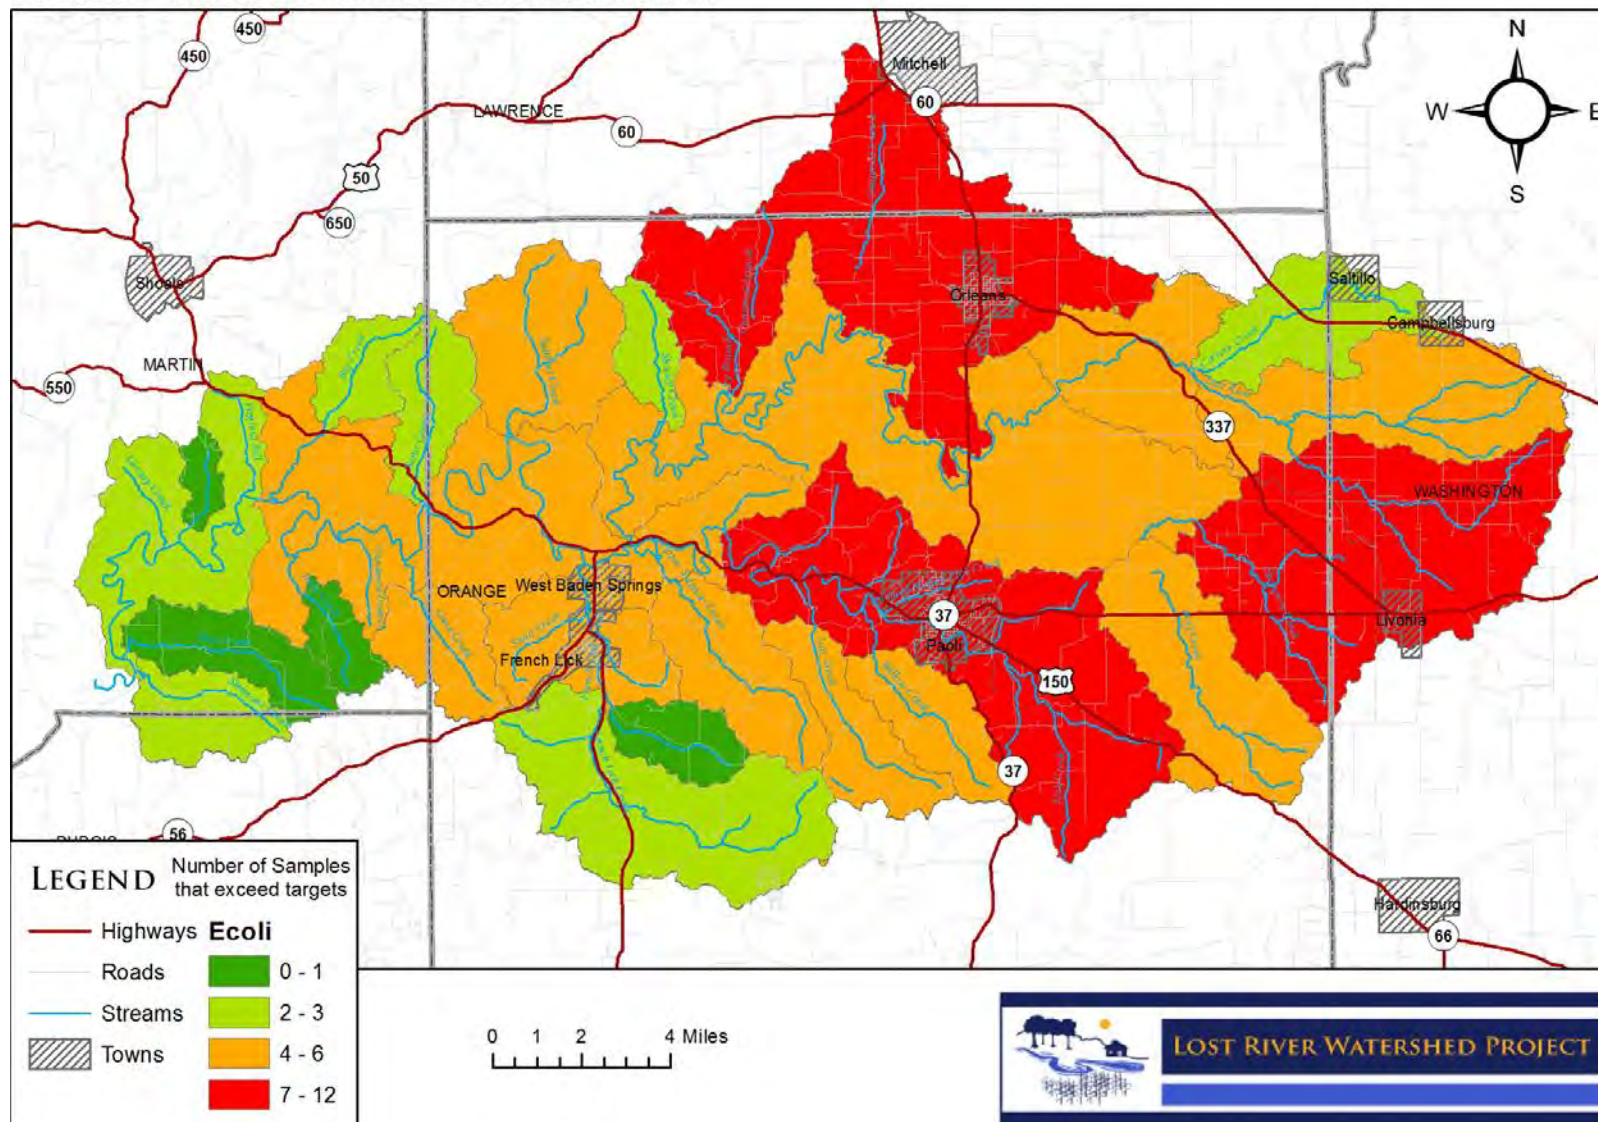 450
450
N
Mitchell
LAWRENCE
60
60
W
E
50
S
650
Shoals
Saltillo
Orleans
Campbellsburg
MARTIN
550
337
WASHINGTON
ORANGE
West Baden Springs
37
Livonia
French Lick
Paoli
150
37
56
Hardinsburg
66
LEGEND
Number of Samples
that exceed targets
Highways
Ecoli
Roads
0 - 1
Streams
2 - 3
Towns
4 - 6
7 - 12
0 1 2 4 Miles
LOST RIVER WATERSHED PROJECT